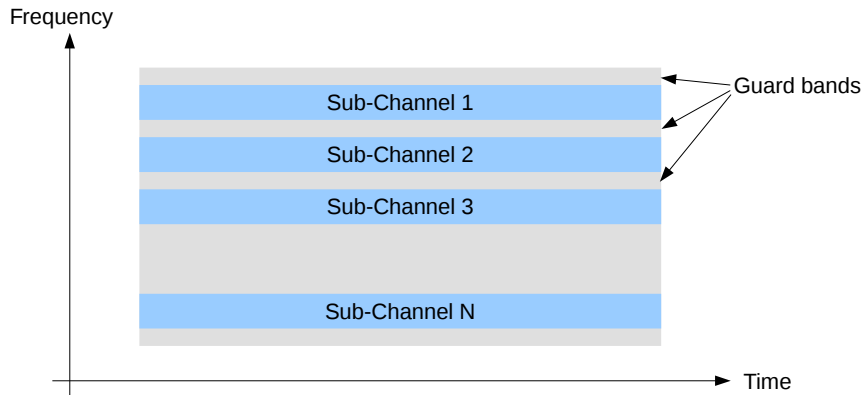 Frequency
Sub-Channel 1
Guard bands
Sub-Channel 2
Sub-Channel 3
Sub-Channel N
Time